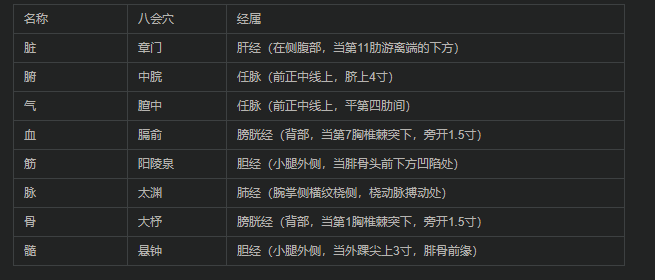 名称 八会穴 经属
脏 章门 肝经（在侧腹部，当第11肋游离端的下方）
腑 中脘 任脉（前正中线上，脐上4寸）
气 膻中 任脉（前正中线上，平第四肋间）
血 膈俞 膀胱经（背部，当第7胸椎棘突下，旁开1.5寸）
筋 阳陵泉 胆经（小腿外侧，当腓骨头前下方凹陷处）
脉 太渊 肺经（腕掌侧横纹桡侧，桡动脉搏动处）
骨 大杼 膀胱经（背部，当第1胸椎棘突下，旁开1.5寸）
髓 悬钟 胆经（小腿外侧，当外踝尖上3寸，腓骨前缘）